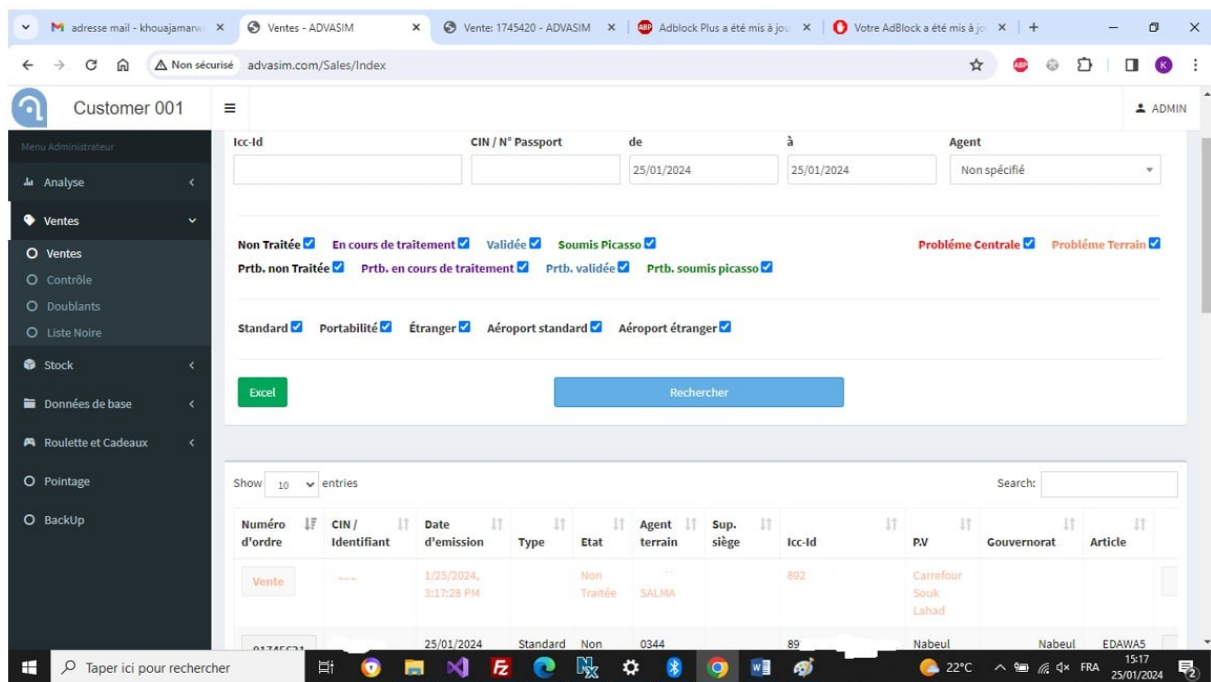 adresse mail - khoujamarw
Ventes - ADVASIM
Vente: 1745420 - ADVASIM
ABP Adblock Plus a été mis à jou
Votre AdBlock a été mis à jo
Non sécurisé advasim.com/Sales/Index
ABP
K
Customer 001
ADMIN
Menu Administrateur
Analyse
Ventes
Ventes
Contrôle
Doublants
Liste Noire
Stock
Données de base
Roulette et Cadeaux
Pointage
BackUp
Icc-Id CIN / N° Passport de à Agent
25/01/2024 25/01/2024 Non spécifié
Non Traitée En cours de traitement Validée Soumis Picasso Probléme Centrale Probléme Terrain
Prtb. non Traitée Prtb. en cours de traitement Prtb. validée Prtb. soumis picasso
Standard Portabilité Étranger Aéroport standard Aéroport étranger
Excel Rechercher
Show 10 entries Search:
Numéro d'ordre CIN / Identifiant Date d'emission Type Etat Agent terrain Sup. siège Icc-Id P.V Gouvernorat Article
Vente 1/25/2024, 3:17:28 PM Non Traitée SALMA 892 Carrefour Souk Lahad
25/01/2024 Standard Non 0344 89 Nabeul Nabeul EDAWA5
Taper ici pour rechercher
22°C FRA 15:17
25/01/2024
2